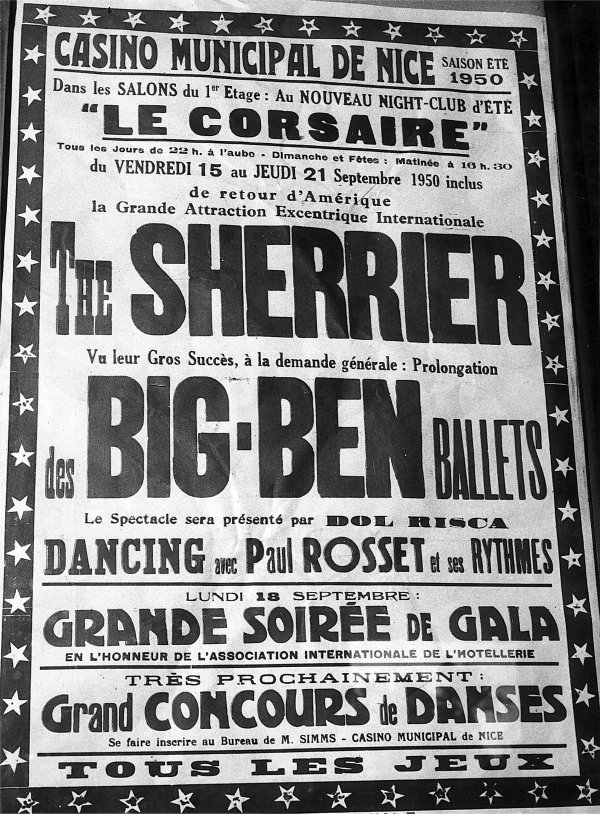 CASINO MUNICIPAL DE NICE SAISON ÉTÉ 1950
Dans les SALONS du 1er Etage : Au NOUVEAU NIGHT-CLUB d'ÉTÉ
"LE CORSAIRE"
Tous les Jours de 22 h. à l'aube - Dimanche et Fêtes : Matinée à 16 h. 30
du VENDREDI 15 au JEUDI 21 Septembre 1950 inclus
de retour d'Amérique
la Grande Attraction Excentrique Internationale
THE SHERRIER
Vu leur Gros Succès, à la demande générale : Prolongation
des BIG-BEN BALLETS
Le Spectacle sera présenté par DOL RISCA
DANCING avec Paul ROSSET et ses RYTHMES
LUNDI 18 SEPTEMBRE :
GRANDE SOIRÉE DE GALA
EN L'HONNEUR DE L'ASSOCIATION INTERNATIONALE DE L'HOTELLERIE
TRÈS PROCHAINEMENT :
Grand CONCOURS de DANSES
Se faire inscrire au Bureau de M. SIMMS - CASINO MUNICIPAL de NICE
TOUS LES JEUX